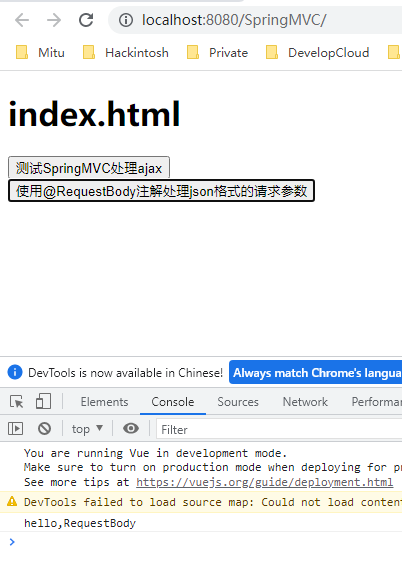 localhost:8080/SpringMVC/
Mitu Hackintosh Private DevelopCloud
index.html
测试SpringMVC处理ajax
使用@RequestBody注解处理json格式的请求参数
DevTools is now available in Chinese! Always match Chrome's langua
Elements Console Sources Network Performa
top Filter
You are running Vue in development mode.
Make sure to turn on production mode when deploying for pr
See more tips at https://vuejs.org/guide/deployment.html
DevTools failed to load source map: Could not load conten
hello,RequestBody